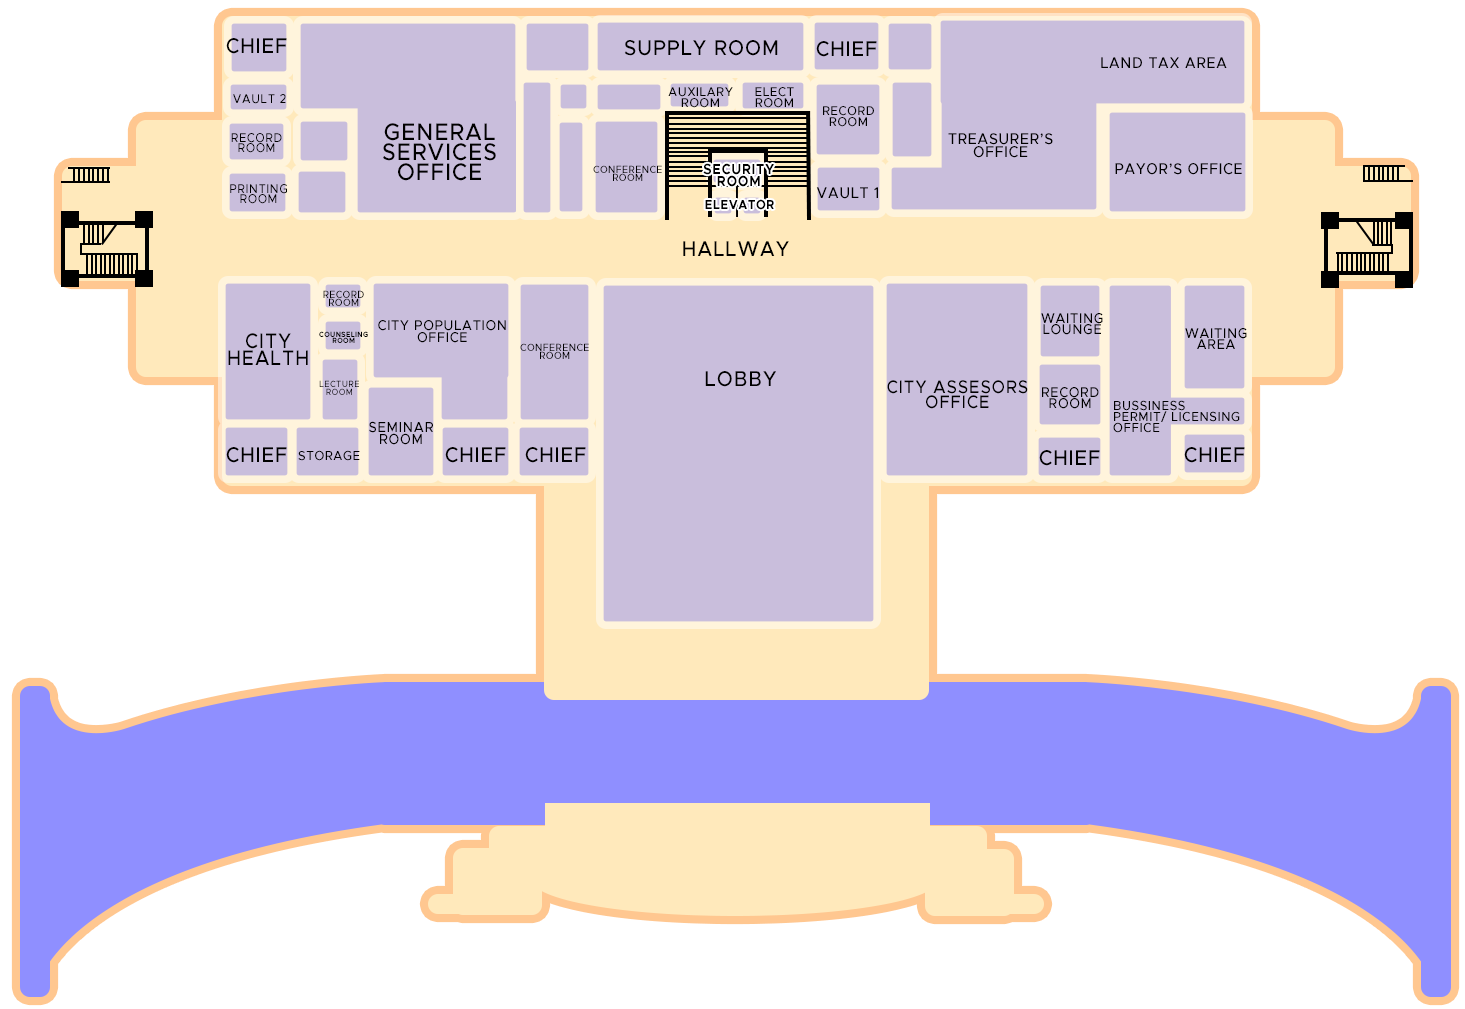 CHIEF
SUPPLY ROOM
CHIEF
LAND TAX AREA
VAULT 2
AUXILARY
ROOM
ELECT
ROOM
RECORD
ROOM
RECORD
ROOM
GENERAL
SERVICES
OFFICE
TREASURER'S
OFFICE
CONFERENCE
ROOM
SECURITY
ROOM
PAYOR'S OFFICE
PRINTING
ROOM
VAULT 1
ELEVATOR
HALLWAY
RECORD
ROOM
COUNSELING
ROOM
CITY
HEALTH
CITY POPULATION
OFFICE
CONFERENCE
ROOM
LECTURE
ROOM
LOBBY
CITY ASSESORS
OFFICE
WAITING
LOUNGE
WAITING
AREA
RECORD
ROOM
BUSSINESS
PERMIT/ LICENSING
OFFICE
SEMINAR
ROOM
CHIEF
STORAGE
CHIEF
CHIEF
CHIEF
CHIEF